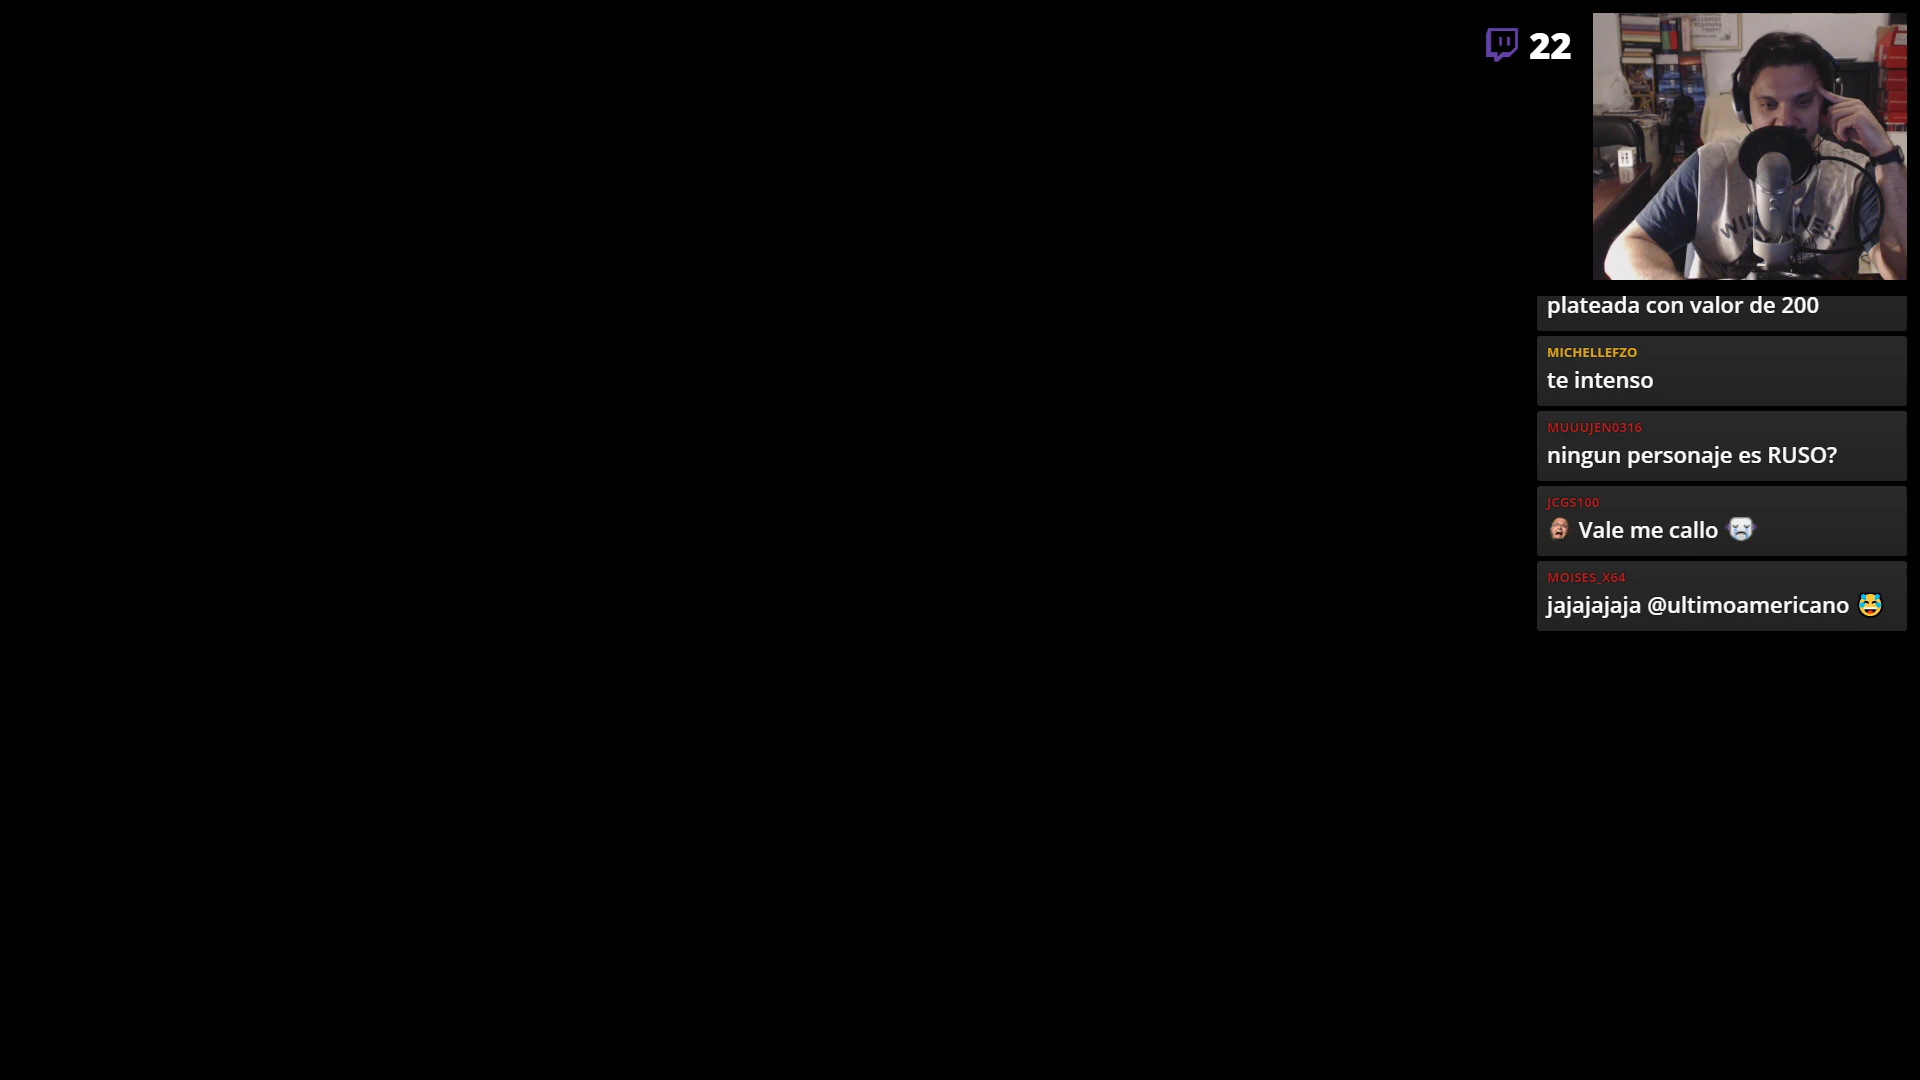 22
plateada con valor de 200
MICHELLEFZO
te intenso
MUUUJEN0316
ningun personaje es RUSO?
JCGS100
Vale me callo
MOISES_X64
jajajajaja @ultimoamericano